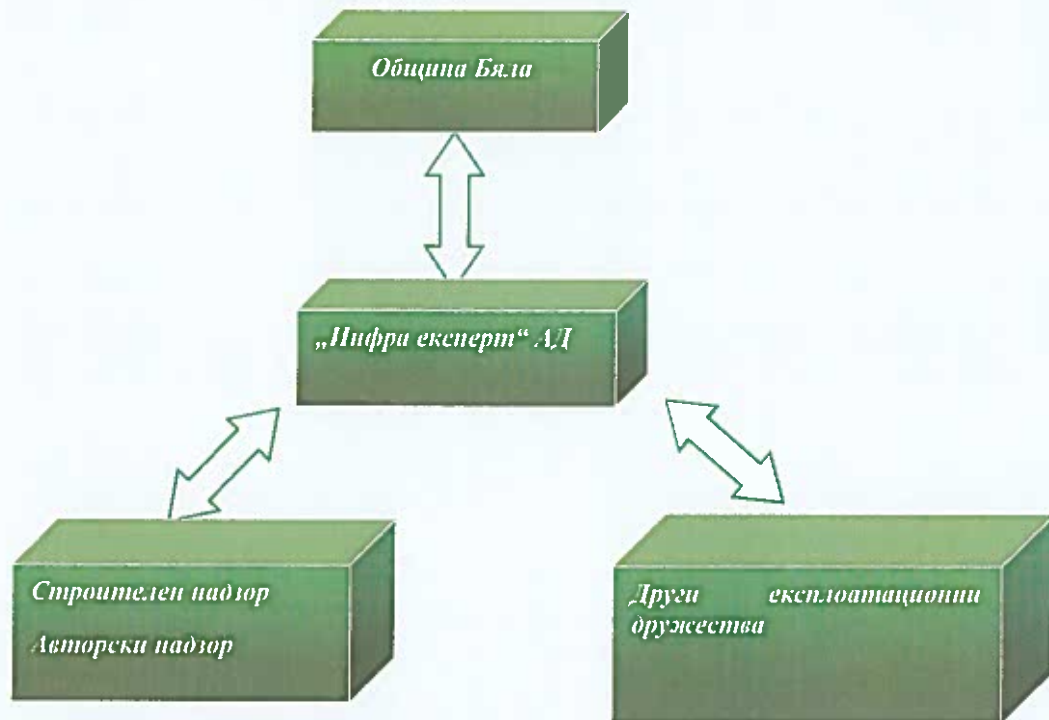 Община Бяла
„Инфра експерт“ АД
Строителен надзор
Авторски надзор
Други експлоатационни
дружества